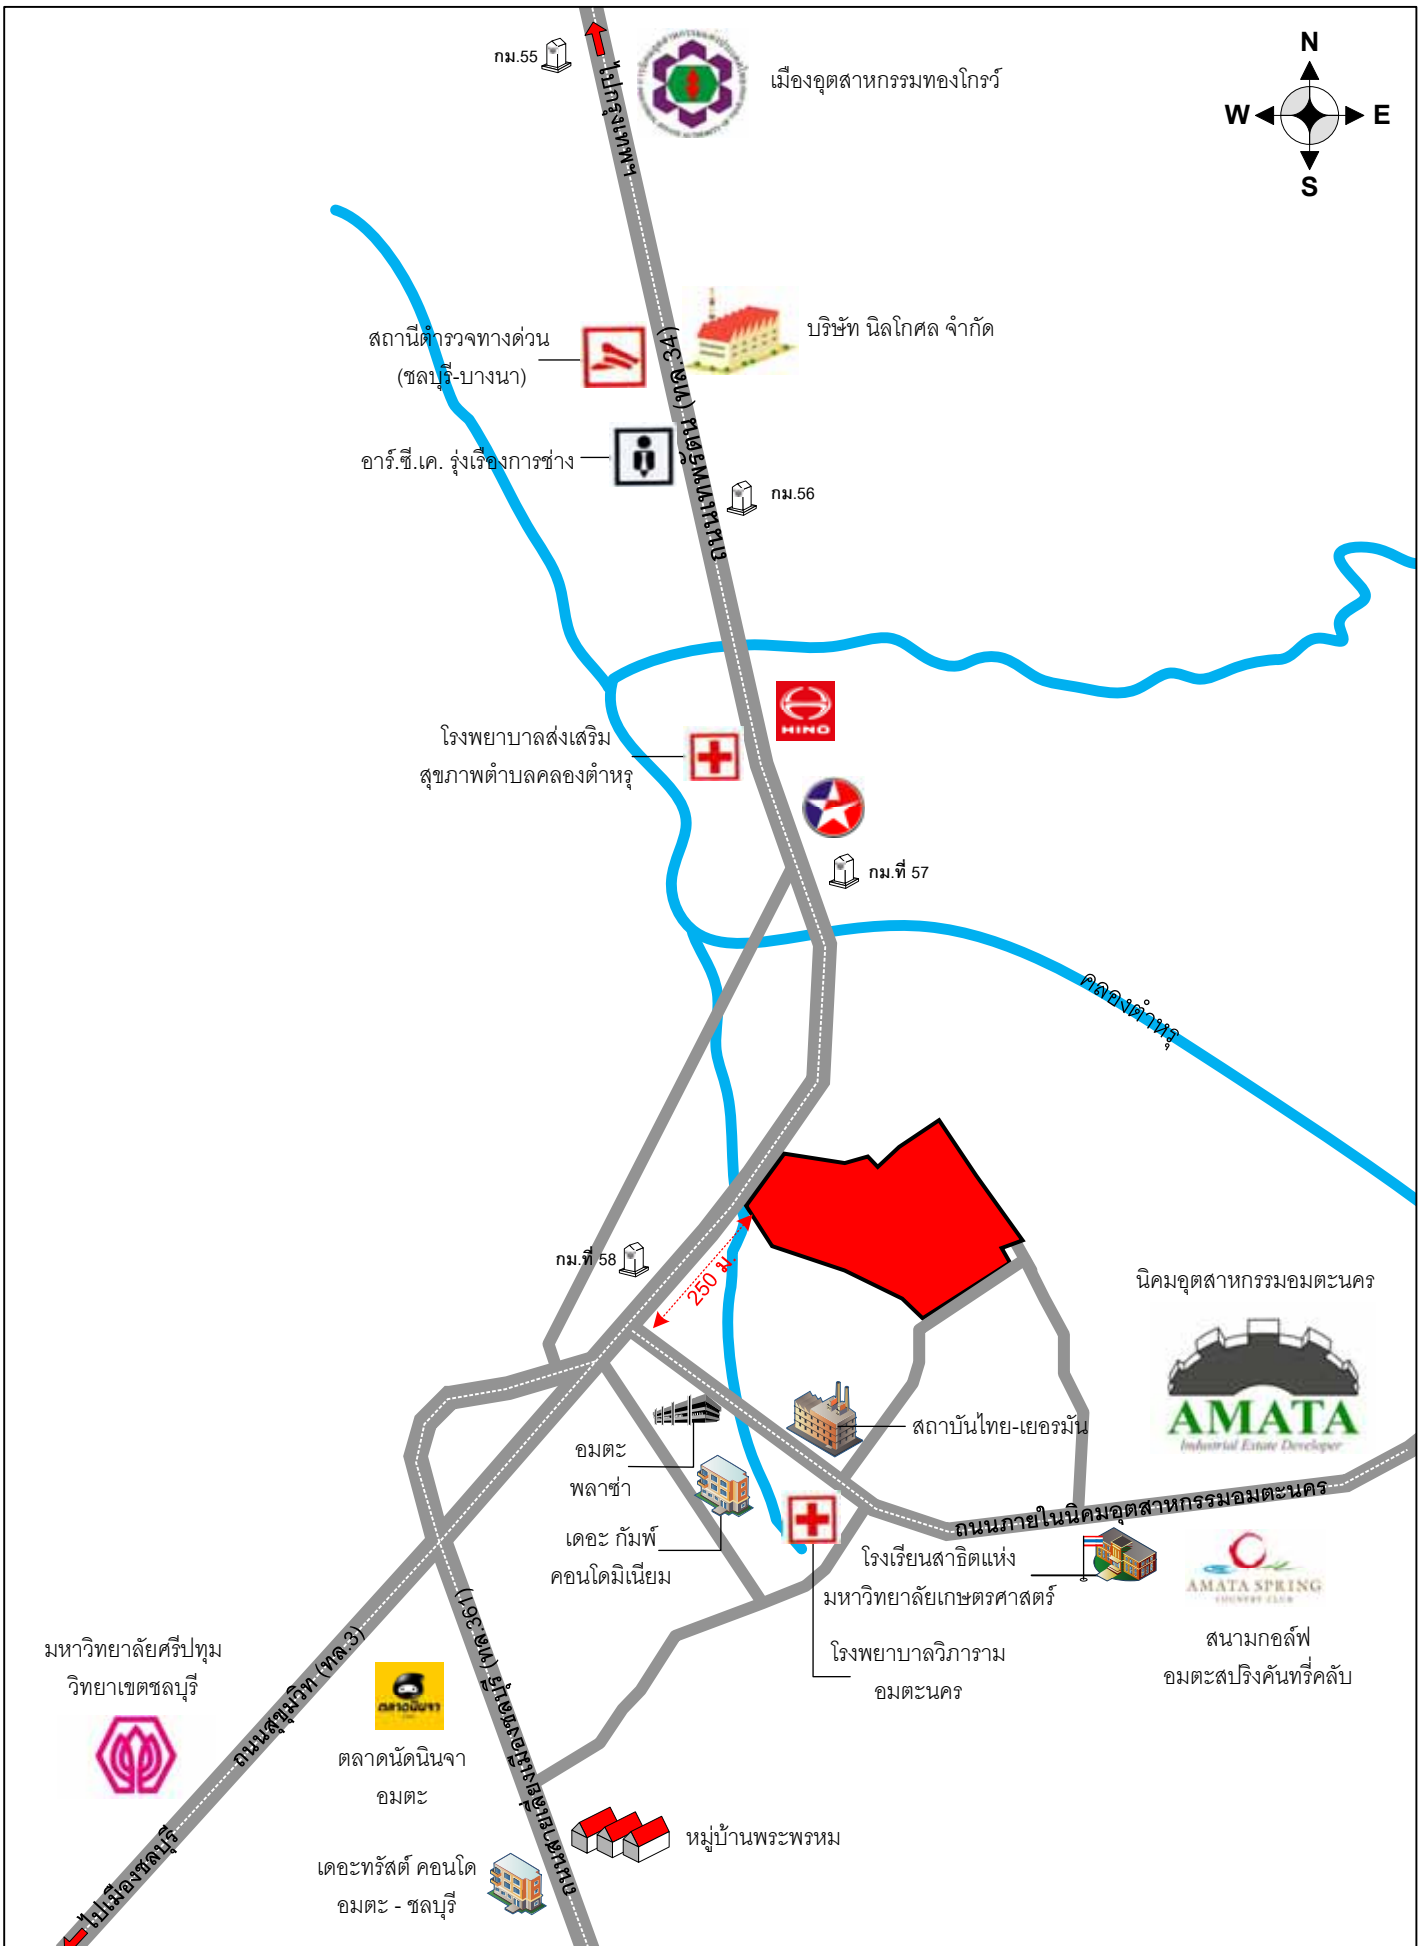 กม.55
ไปกรุงเทพฯ
เมืองอุตสาหกรรมทองโกรว์
N
W
E
S
สถานีตำรวจทางด่วน
(ชลบุรี-บางนา)
บริษัท นิลโกศล จำกัด
ถนนเทพรัตน (ทล.34)
อาร์.ซี.เค. รุ่งเรืองการช่าง
กม.56
HINO
โรงพยาบาลส่งเสริม
สุขภาพตำบลคลองตำหรุ
กม.ที่ 57
คลองตำหรุ
กม.ที่ 58
250 ม.
นิคมอุตสาหกรรมอมตะนคร
AMATA
Industrial Estate Developer
สถาบันไทย-เยอรมัน
อมตะ
พลาซ่า
ถนนภายในนิคมอุตสาหกรรมอมตะนคร
เดอะ กัมพ์
คอนโดมิเนียม
โรงเรียนสาธิตแห่ง
มหาวิทยาลัยเกษตรศาสตร์
AMATA SPRING
COUNTRY CLUB
สนามกอล์ฟ
อมตะสปริงคันทรี่คลับ
โรงพยาบาลวิภาราม
อมตะนคร
มหาวิทยาลัยศรีปทุม
วิทยาเขตชลบุรี
ถนนสุขุมวิท (ทล.3)
ถนนสายเลี่ยงเมืองชลบุรี (ทล.361)
ตลาดนินจา
ตลาดนัดนินจา
อมตะ
หมู่บ้านพระพรหม
ไปเมืองชลบุรี
เดอะทรัสต์ คอนโด
อมตะ - ชลบุรี